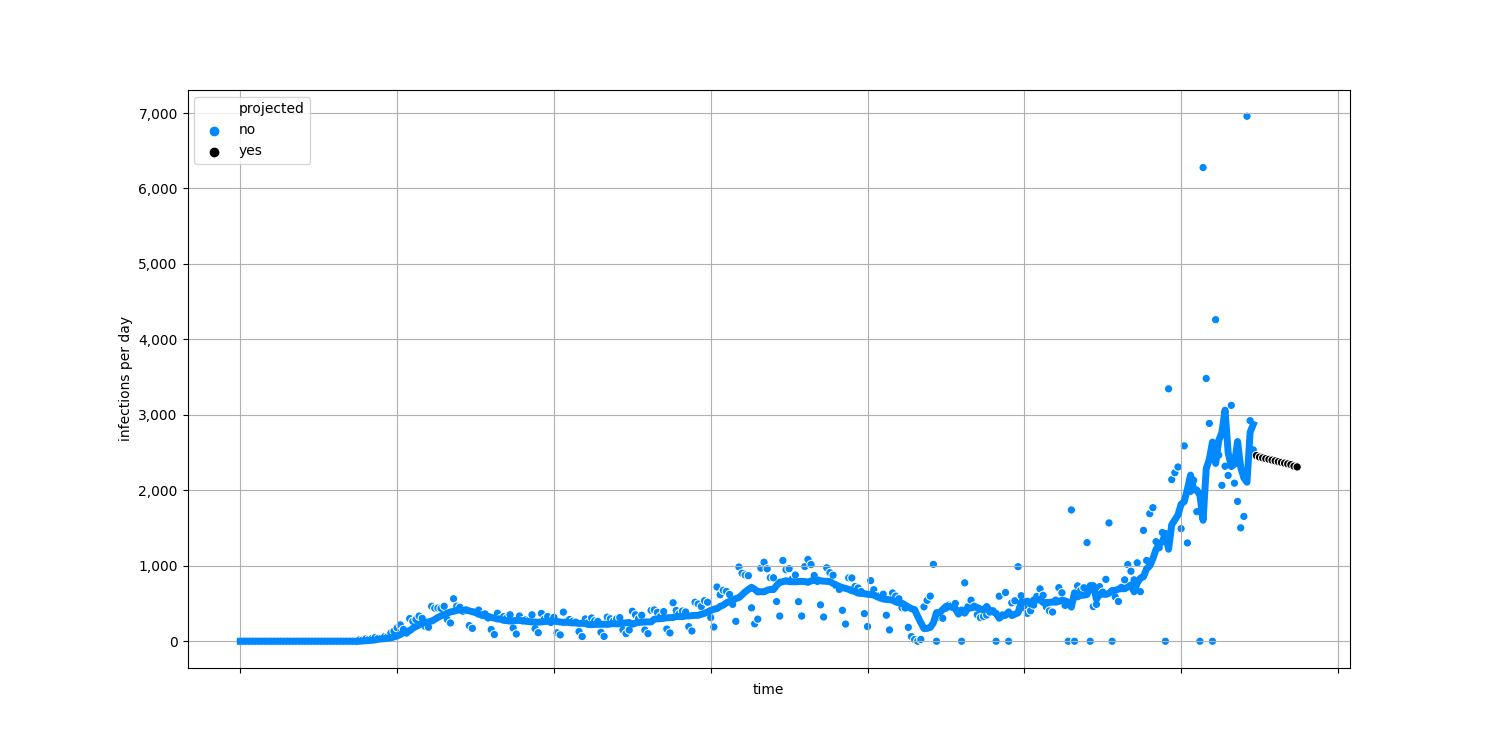 projected
no
yes
7,000
6,000
5,000
4,000
3,000
2,000
1,000
0
infections per day
time